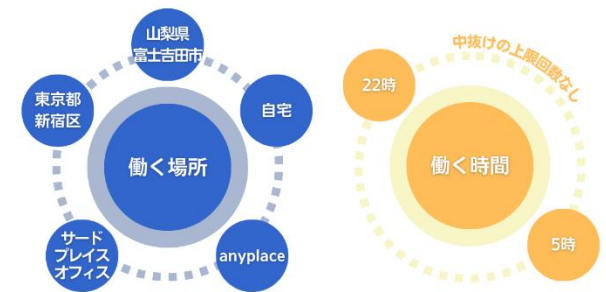 山梨県
富士吉田市
東京都
新宿区
自宅
働く場所
サード
プレイス
オフィス
anyplace
中抜けの上限回数なし
22時
働く時間
5時